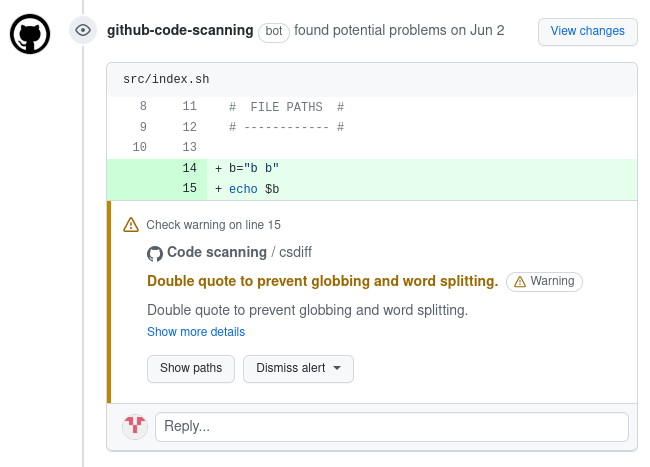 github-code-scanning bot found potential problems on Jun 2 View changes
src/index.sh
8 11 # FILE PATHS #
9 12 # ------------ #
10 13
14 + b="b b"
15 + echo $b
Check warning on line 15
Code scanning / csdiff
Double quote to prevent globbing and word splitting. Warning
Double quote to prevent globbing and word splitting.
Show more details
Show paths Dismiss alert
Reply...